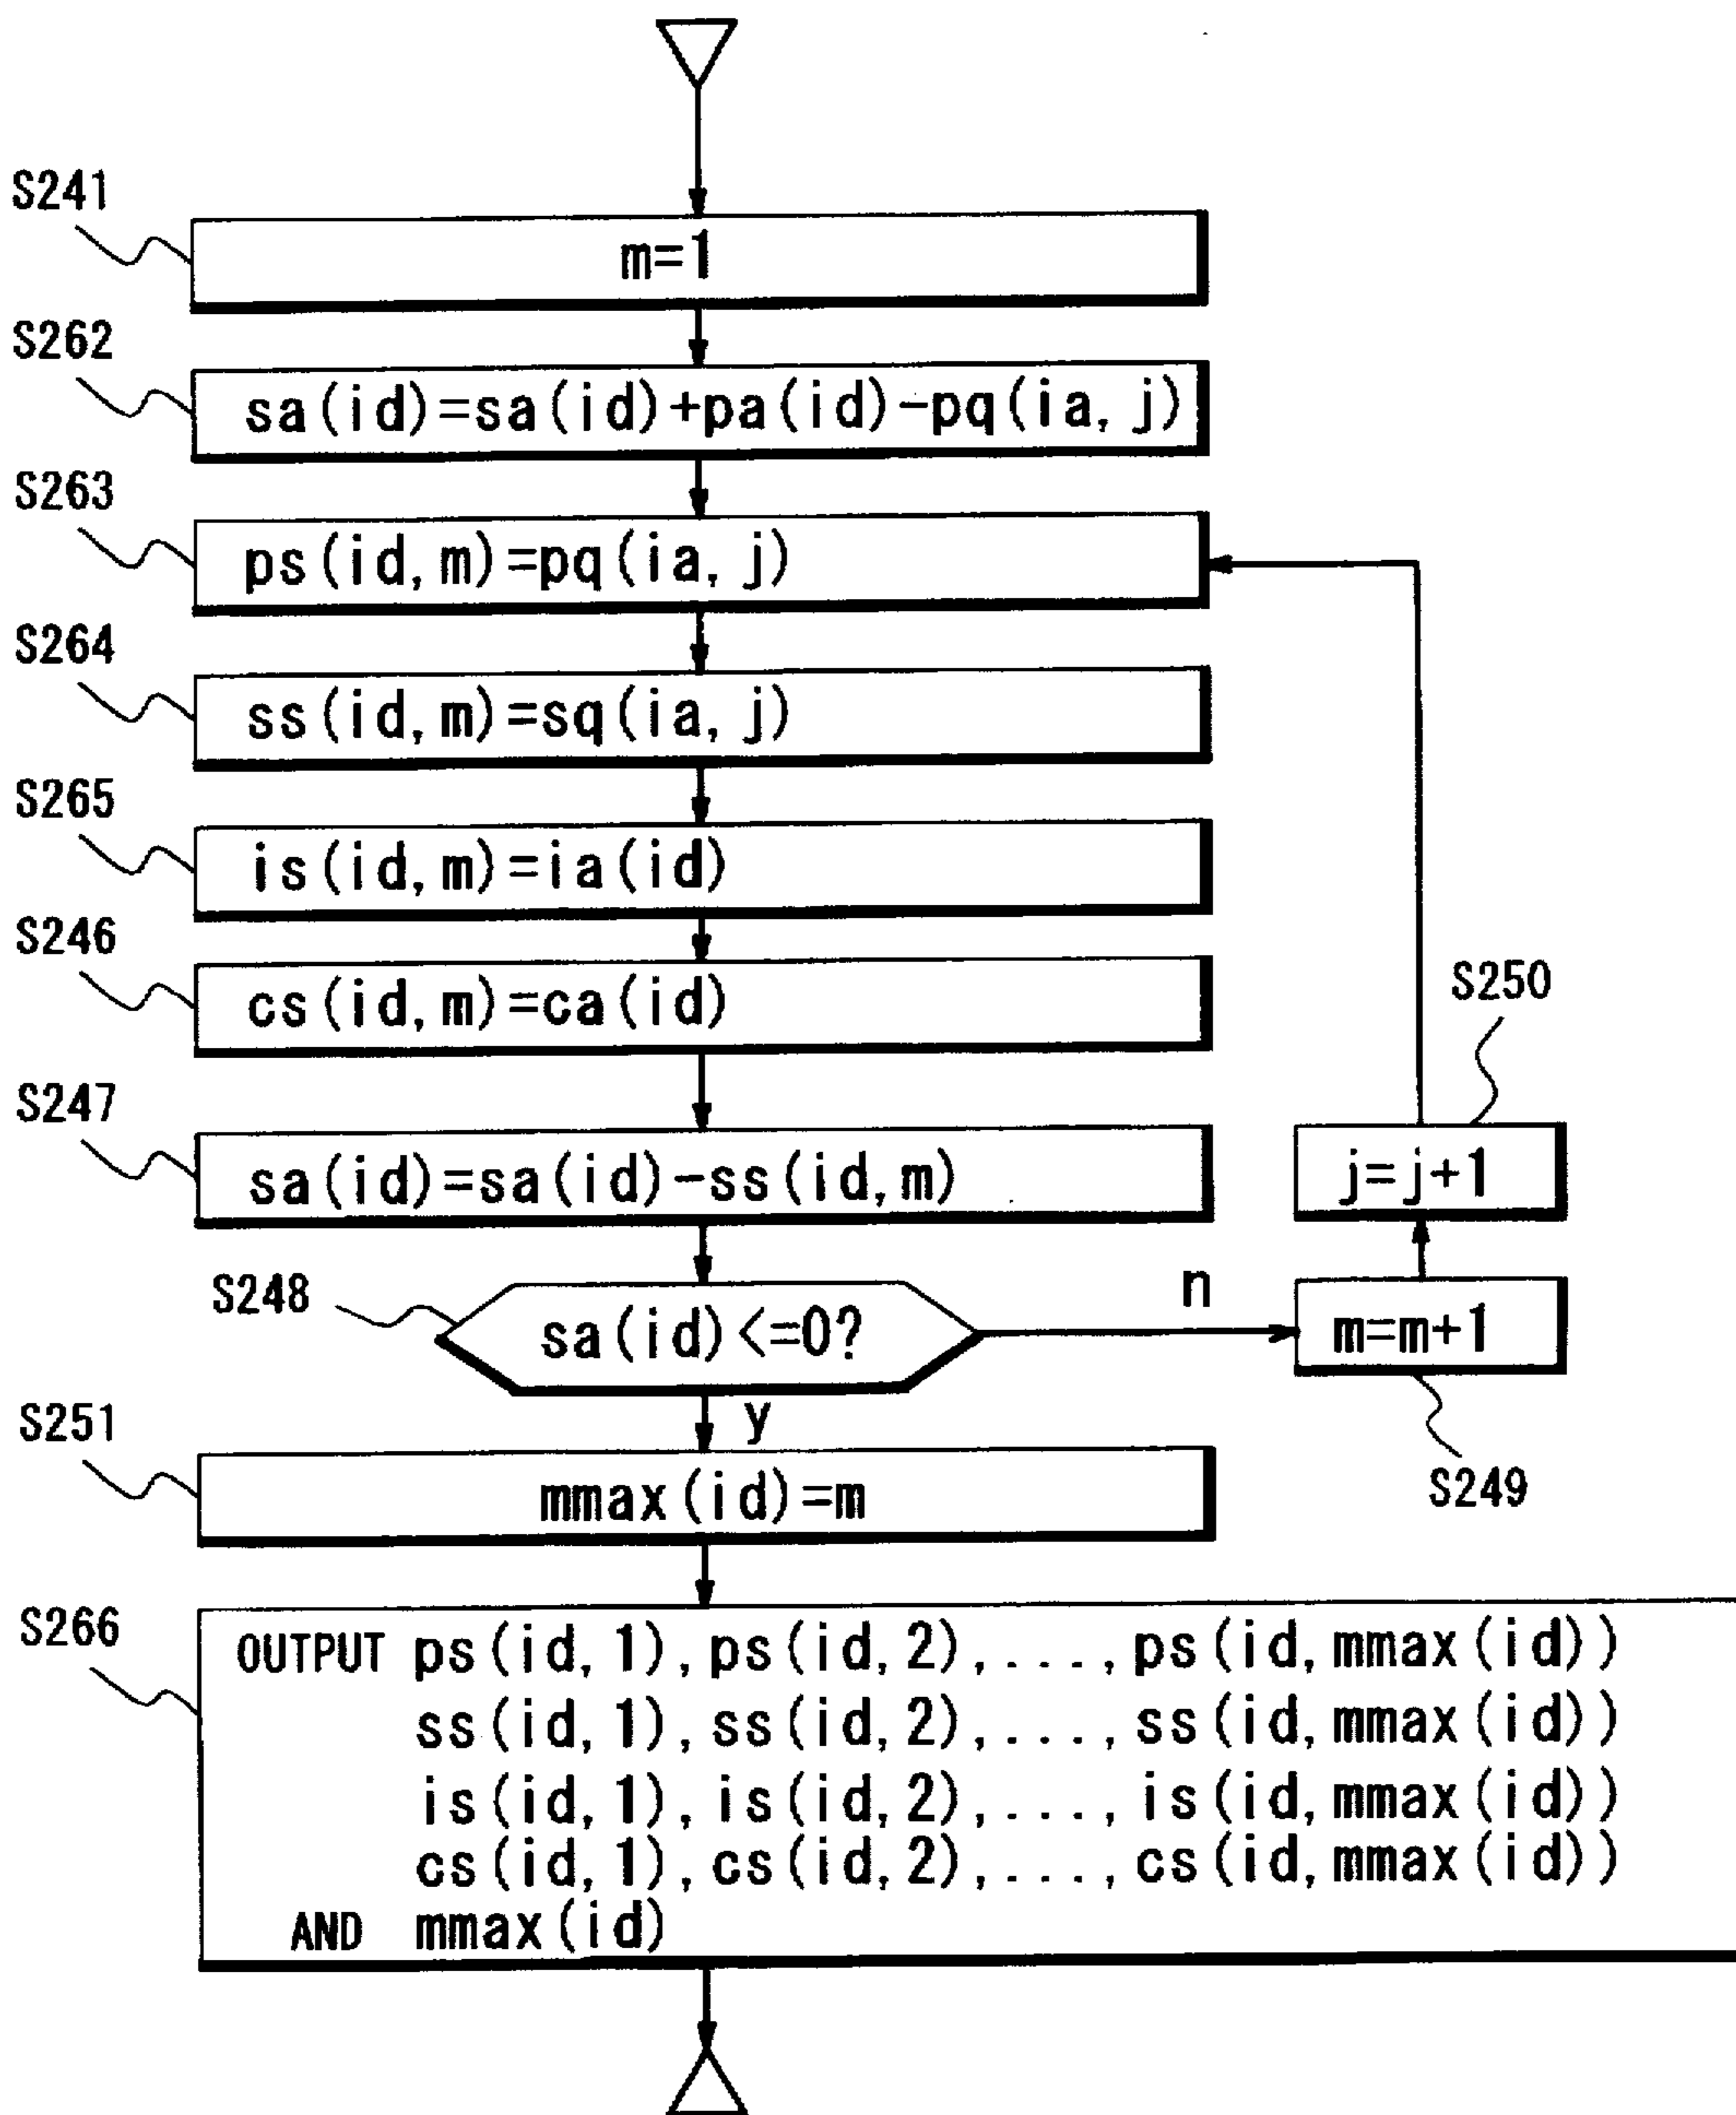 S241
m=1
S262
sa(id)=sa(id)+pa(id)-pq(ia, j)
S263
ps(id,m)=pq(ia, j)
S264
ss(id,m)=sq(ia, j)
S265
is(id,m)=ia(id)
S246
cs(id,m)=ca(id)
S250
S247
sa(id)=sa(id)-ss(id,m)
j=j+1
S248
sa(id)<=0?
n
m=m+1
y
S251
mmax(id)=m
S249
S266
OUTPUT ps(id, 1), ps(id, 2),...., ps(id,mmax(id))
ss(id, 1), ss(id, 2),...., ss(id,mmax(id))
is(id, 1), is(id, 2),...., is(id,mmax(id))
cs(id, 1), cs(id, 2),...., cs(id,mmax(id))
AND mmax(id)